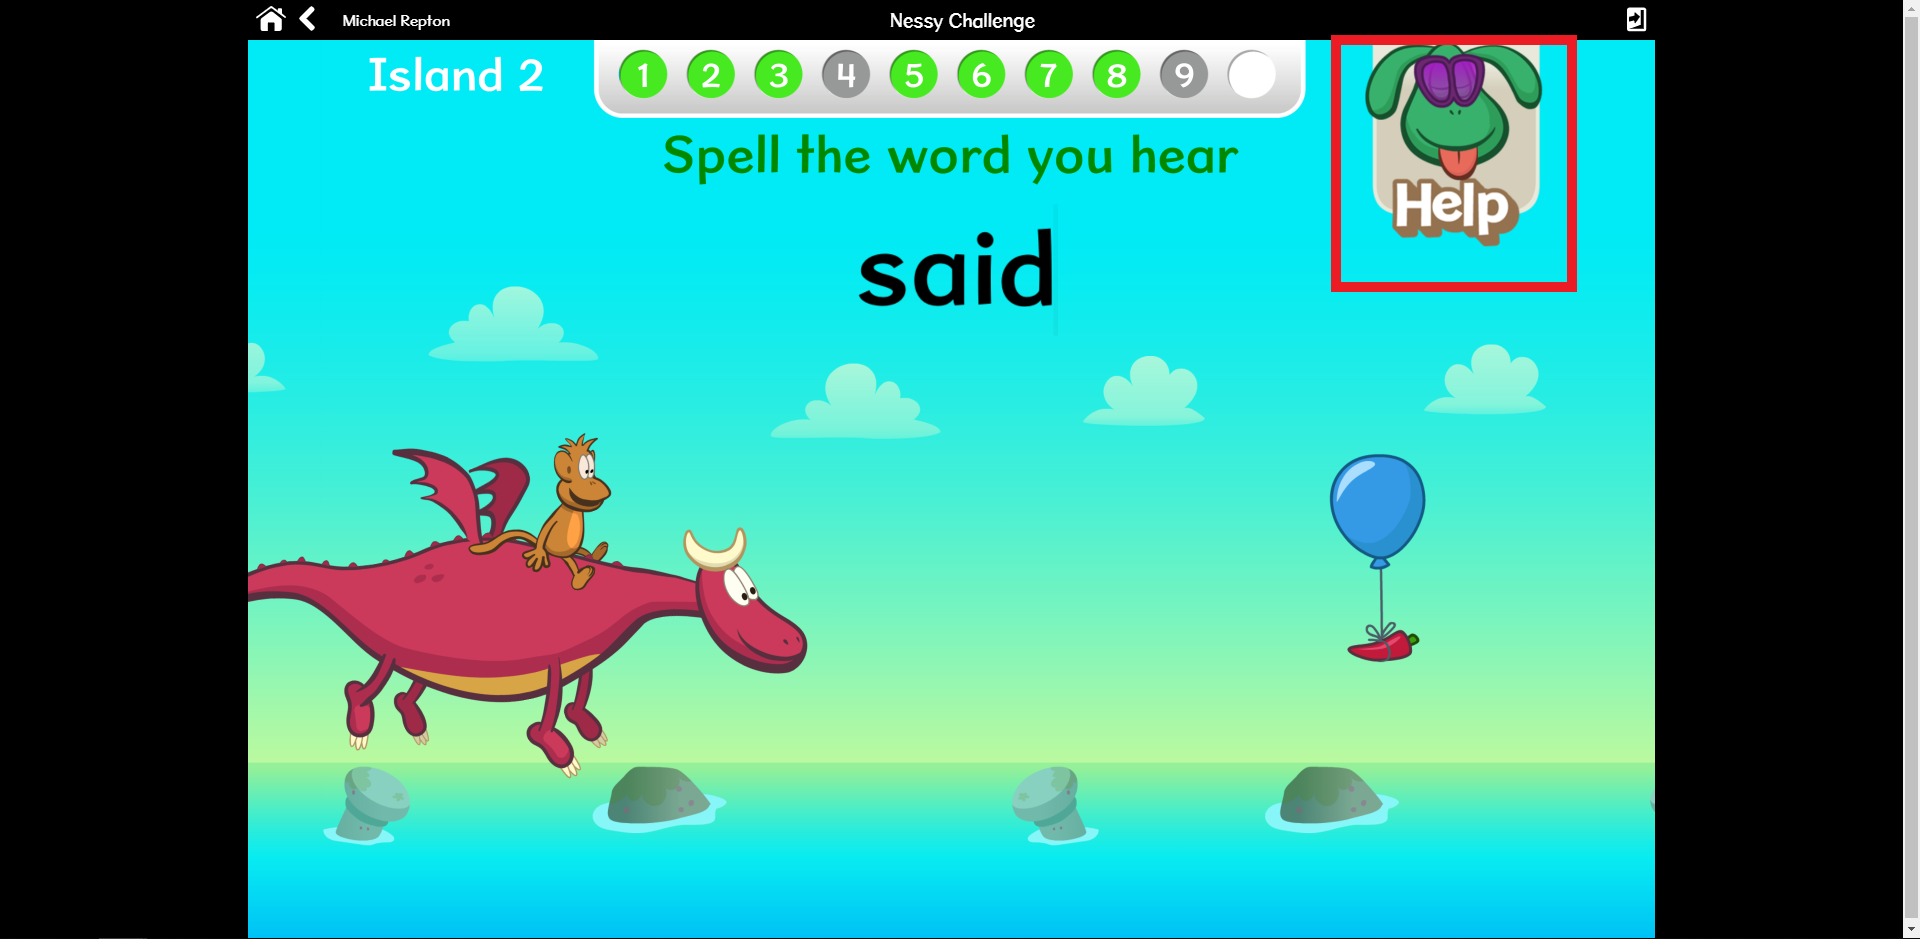 Michael Repton
Nessy Challenge
Island 2
1 2 3 4 5 6 7 8 9
Spell the word you hear
said
Help